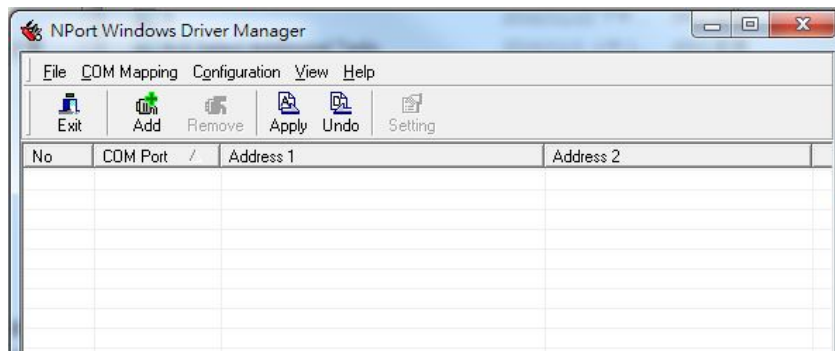 NPort Windows Driver Manager
File COM Mapping Configuration View Help
Exit Add Remove Apply Undo Setting
No COM Port Address 1 Address 2